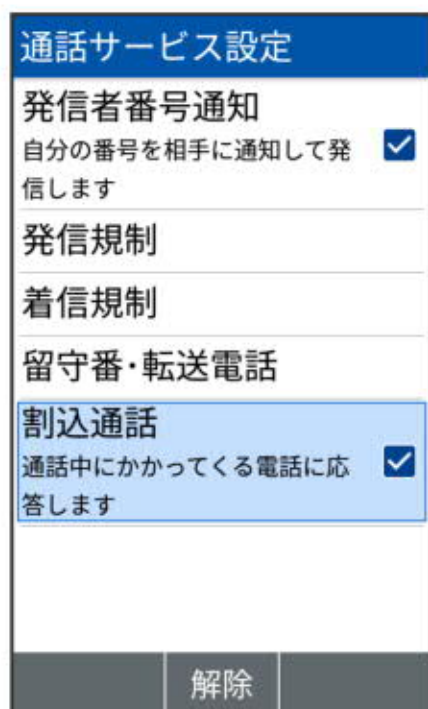 通話サービス設定
発信者番号通知
自分の番号を相手に通知して発
信します
発信規制
着信規制
留守番・転送電話
割込通話
通話中にかかってくる電話に応
答します
解除